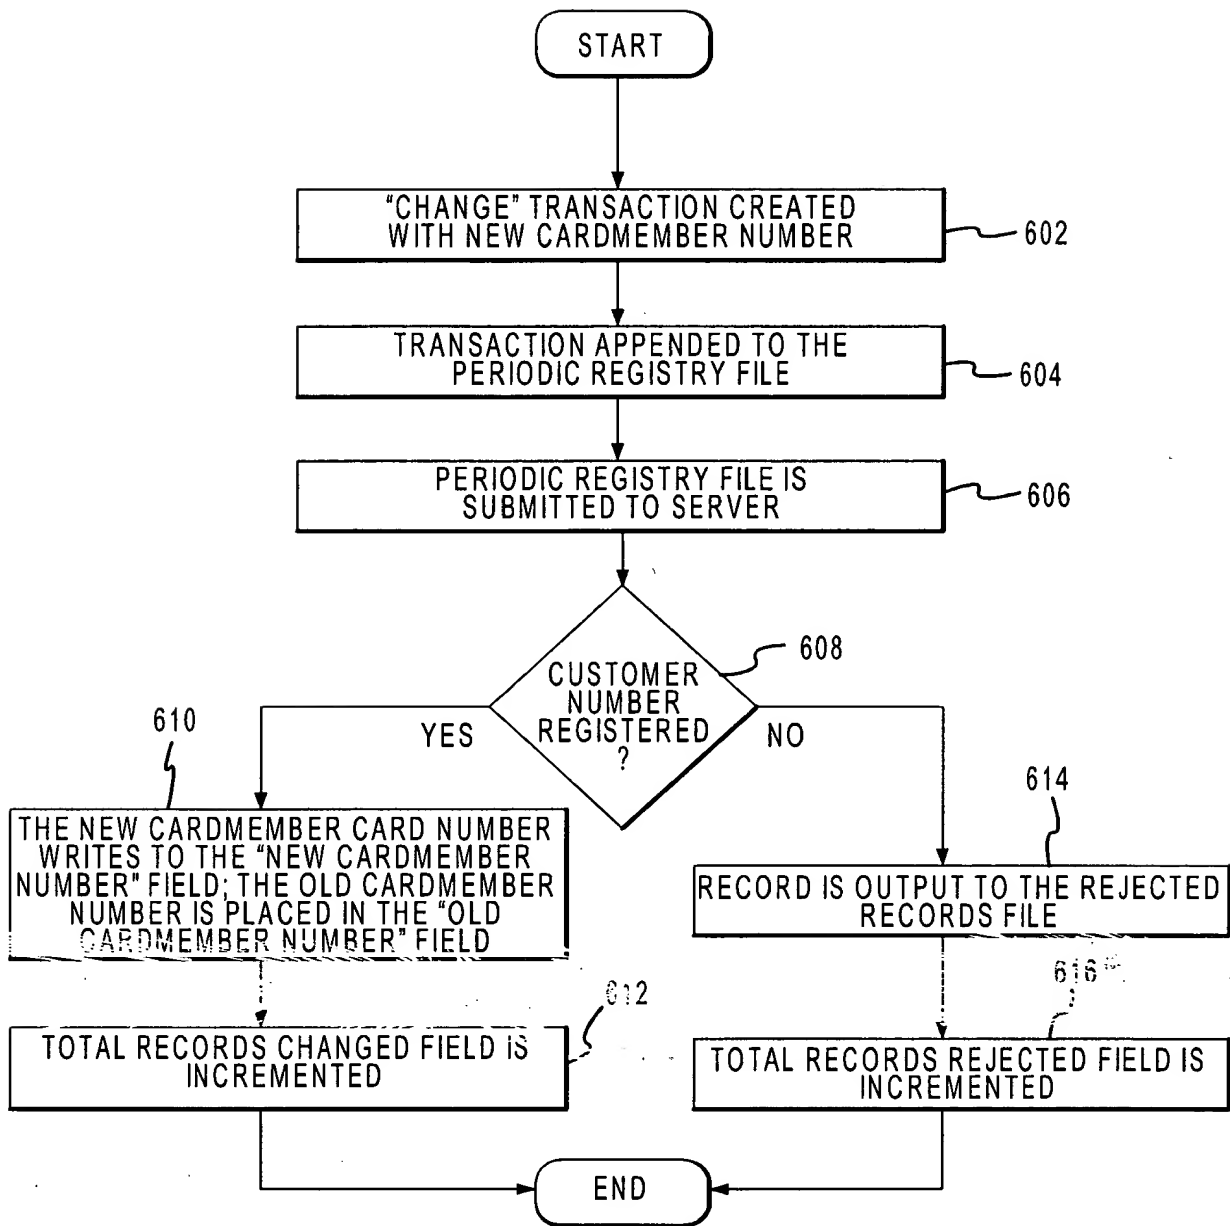 START
"CHANGE" TRANSACTION CREATED
WITH NEW CARDMEMBER NUMBER
602
TRANSACTION APPENDED TO THE
PERIODIC REGISTRY FILE
604
PERIODIC REGISTRY FILE IS
SUBMITTED TO SERVER
606
CUSTOMER
NUMBER
REGISTERED
?
608
YES
NO
610
THE NEW CARDMEMBER CARD NUMBER
WRITES TO THE "NEW CARDMEMBER
NUMBER" FIELD; THE OLD CARDMEMBER
NUMBER IS PLACED IN THE "OLD
CARDMEMBER NUMBER" FIELD
614
RECORD IS OUTPUT TO THE REJECTED
RECORDS FILE
612
TOTAL RECORDS CHANGED FIELD IS
INCREMENTED
616
TOTAL RECORDS REJECTED FIELD IS
INCREMENTED
END